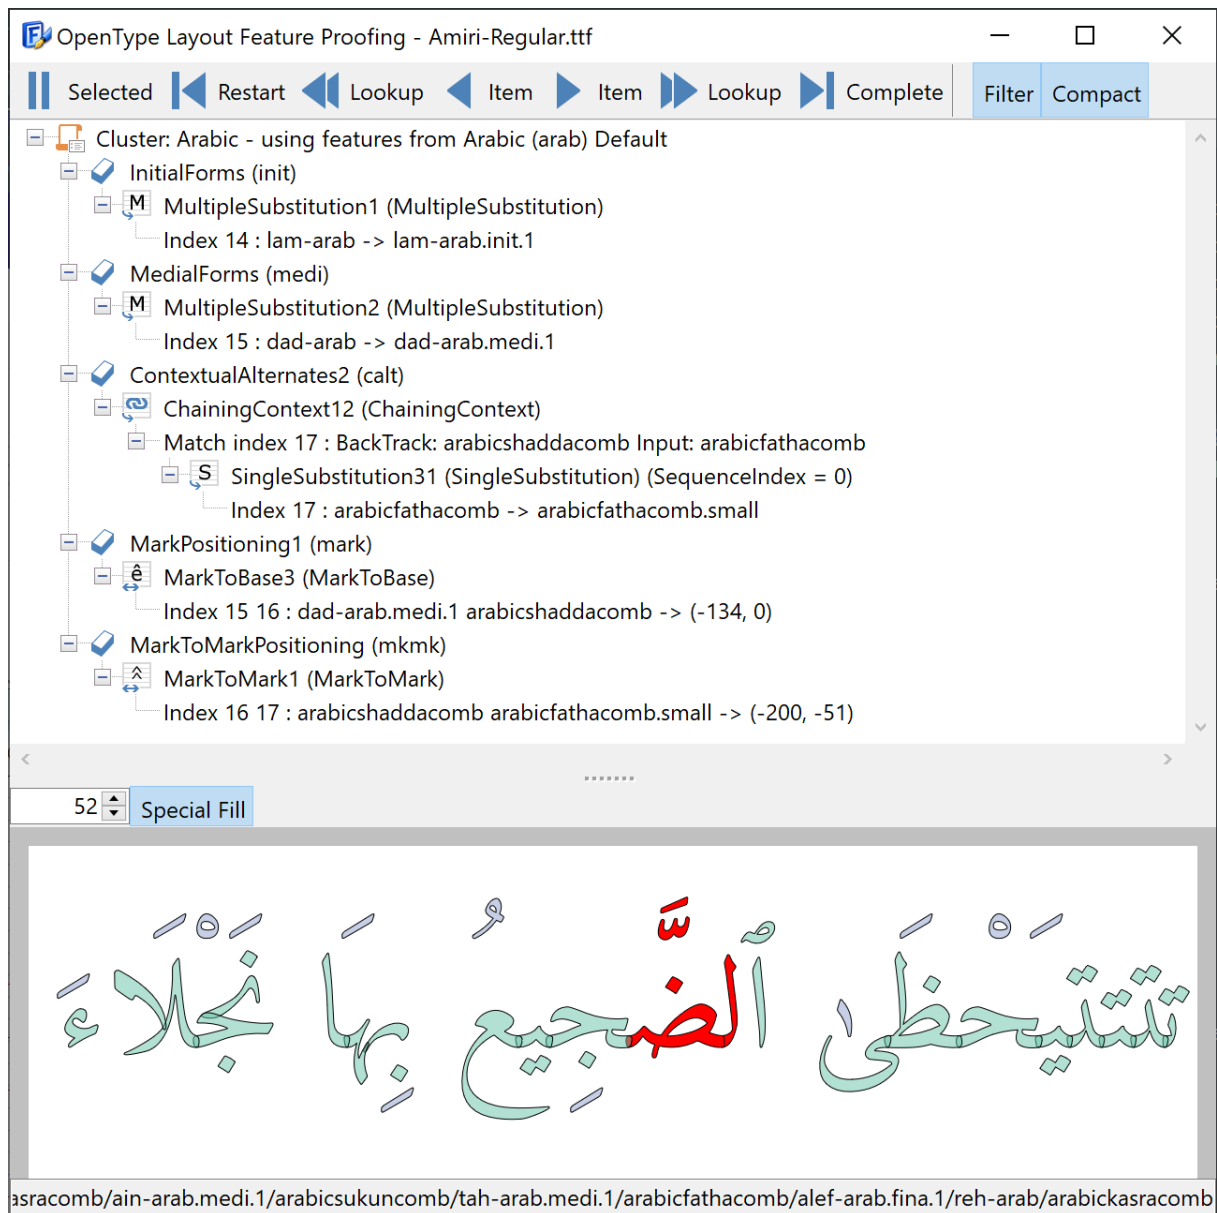 OpenType Layout Feature Proofing - Amiri-Regular.ttf
Selected Restart Lookup Item Item Lookup Complete Filter Compact
Cluster: Arabic - using features from Arabic (arab) Default
InitialForms (init)
MultipleSubstitution1 (MultipleSubstitution)
Index 14 : lam-arab -> lam-arab.init.1
MedialForms (medi)
MultipleSubstitution2 (MultipleSubstitution)
Index 15 : dad-arab -> dad-arab.medi.1
ContextualAlternates2 (calt)
ChainingContext12 (ChainingContext)
Match index 17 : BackTrack: arabicshaddacomb Input: arabicfathacomb
SingleSubstitution31 (SingleSubstitution) (SequenceIndex = 0)
Index 17 : arabicfathacomb -> arabicfathacomb.small
MarkPositioning1 (mark)
MarkToBase3 (MarkToBase)
Index 15 16 : dad-arab.medi.1 arabicshaddacomb -> (-134, 0)
MarkToMarkPositioning (mkmk)
MarkToMark1 (MarkToMark)
Index 16 17 : arabicshaddacomb arabicfathacomb.small -> (-200, -51)
52 Special Fill
ٱلضَّجِيعُ بِهَا نَجْلَاءَ
asracomb/ain-arab.medi.1/arabicsukuncomb/tah-arab.medi.1/arabicfathacomb/alef-arab.fina.1/reh-arab/arabickasracomb